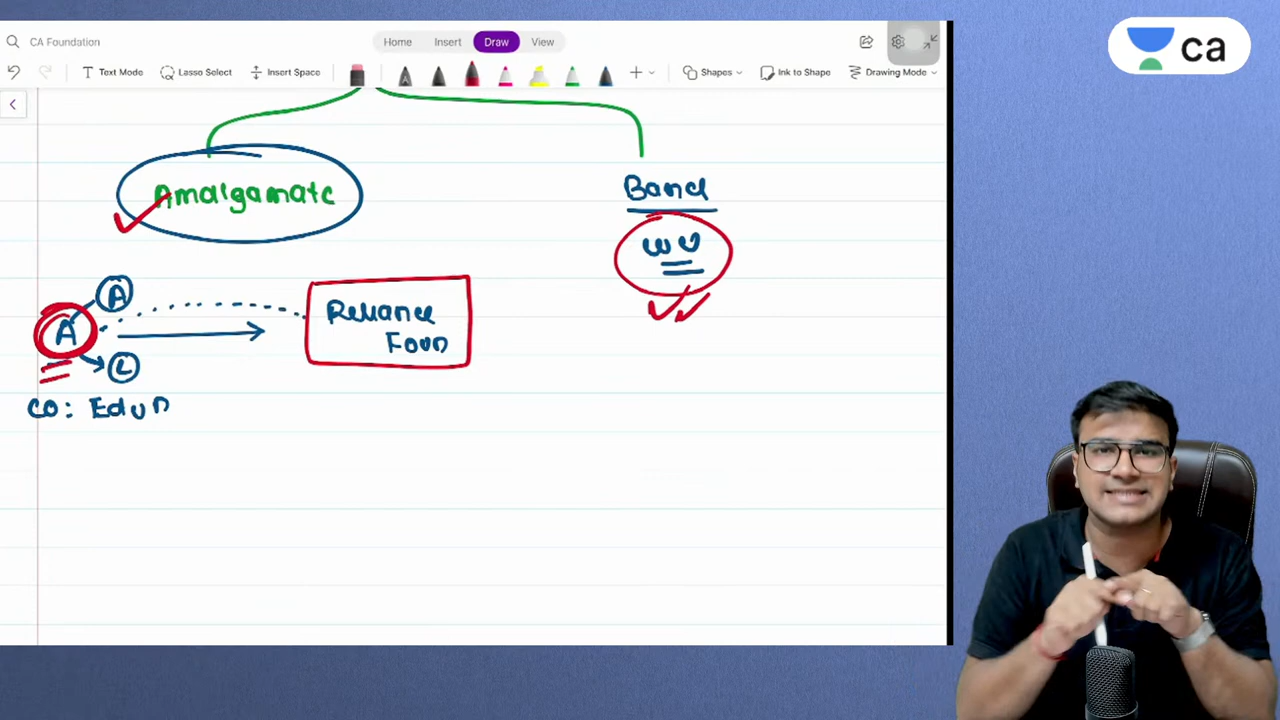 CA Foundation
Home Insert Draw View
Text Mode Lasso Select Insert Space Shapes Ink to Shape Drawing Mode
ca
Amalgamate
Band
WU
A
A
L
Reliance
Foun
CO: Edun